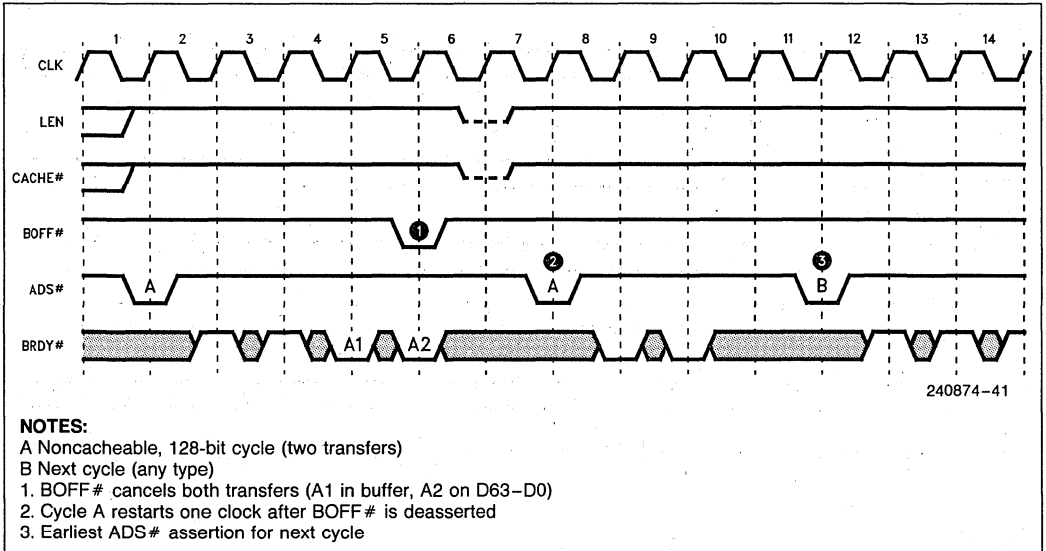 1 2 3 4 5 6 7 8 9 10 11 12 13 14
CLK
LEN
CACHE#
BOFF# 1
2 3
ADS# A A B
BRDY# A1 A2
240874-41
NOTES:
A Noncacheable, 128-bit cycle (two transfers)
B Next cycle (any type)
1. BOFF# cancels both transfers (A1 in buffer, A2 on D63–D0)
2. Cycle A restarts one clock after BOFF# is deasserted
3. Earliest ADS# assertion for next cycle